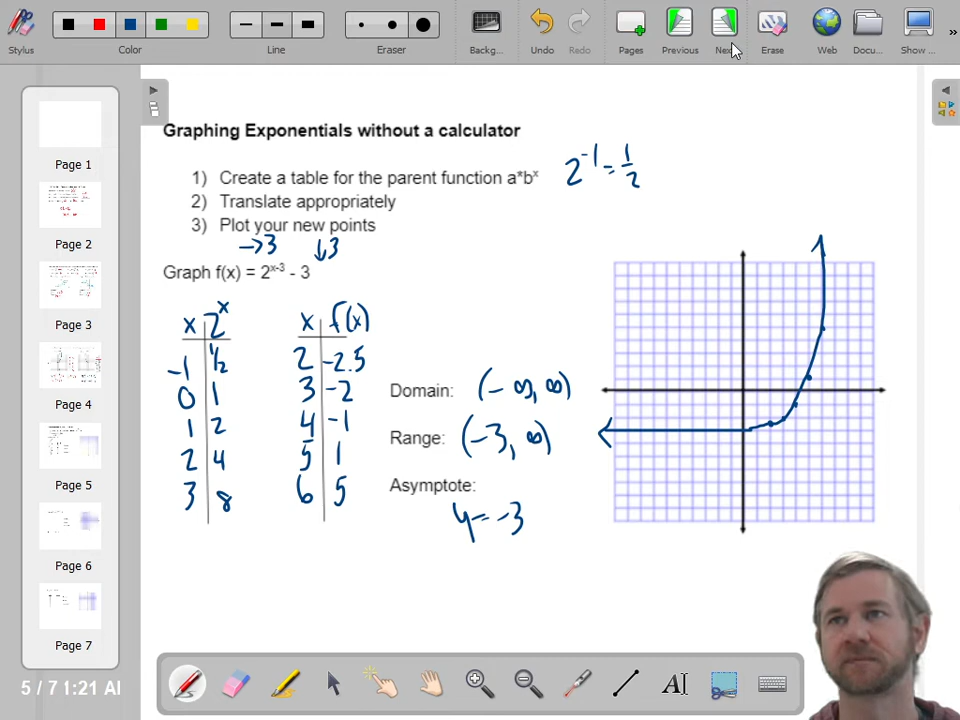 Stylus
Color
Line
Eraser
Backg...
Undo
Redo
Pages
Previous
Next
Erase
Web
Docu...
Show ...
»
Page 1
Page 2
Page 3
Page 4
Page 5
Page 6
Page 7
5 / 7 1:21 AI
Graphing Exponentials without a calculator
1) Create a table for the parent function a*bˣ
2⁻¹ = 1/2
2) Translate appropriately
3) Plot your new points
→3 ↓3
Graph f(x) = 2ˣ⁻³ - 3
x 2ˣ
-1 1/2
0 1
1 2
2 4
3 8
x f(x)
2 -2.5
3 -2
4 -1
5 1
6 5
Domain: (-∞, ∞)
Range: (-3, ∞)
Asymptote:
y = -3